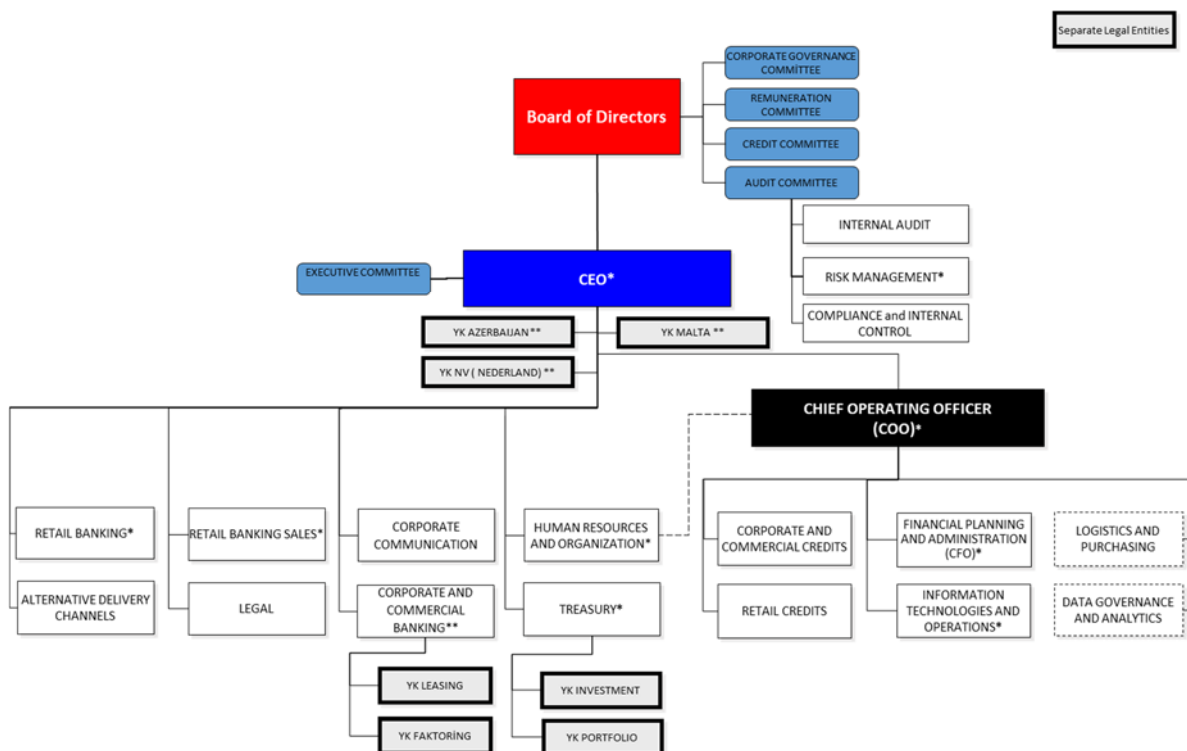 Separate Legal Entities
CORPORATE GOVERNANCE
COMMİTTEE
Board of Directors
REMUNERATION
COMMITTEE
CREDIT COMMITTEE
AUDIT COMMITTEE
INTERNAL AUDIT
EXECUTIVE COMMITTEE
CEO*
RISK MANAGEMENT*
COMPLIANCE and INTERNAL
CONTROL
YK AZERBAIJAN **
YK MALTA **
YK NV ( NEDERLAND) **
CHIEF OPERATING OFFICER
(COO)*
RETAIL BANKING*
RETAIL BANKING SALES*
CORPORATE
COMMUNICATION
HUMAN RESOURCES
AND ORGANIZATION*
CORPORATE AND
COMMERCIAL CREDITS
FINANCIAL PLANNING
AND ADMINISTRATION
(CFO)*
LOGISTICS AND
PURCHASING
ALTERNATIVE DELIVERY
CHANNELS
LEGAL
CORPORATE AND
COMMERCIAL
BANKING**
TREASURY*
RETAIL CREDITS
INFORMATION
TECHNOLOGIES AND
OPERATIONS*
DATA GOVERNANCE
AND ANALYTICS
YK LEASING
YK INVESTMENT
YK FAKTORİNG
YK PORTFOLIO